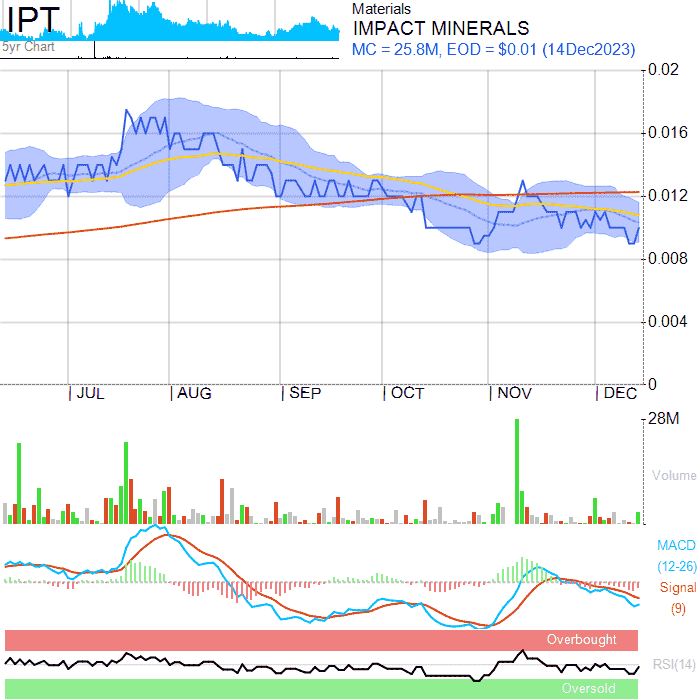 IPT
5yr Chart
Materials
IMPACT MINERALS
MC = 25.8M, EOD = $0.01 (14Dec2023)
0.02
0.016
0.012
0.008
0.004
0
JUL AUG SEP OCT NOV DEC
28M
Volume
MACD
(12-26)
Signal
(9)
Overbought
RSI(14)
Oversold